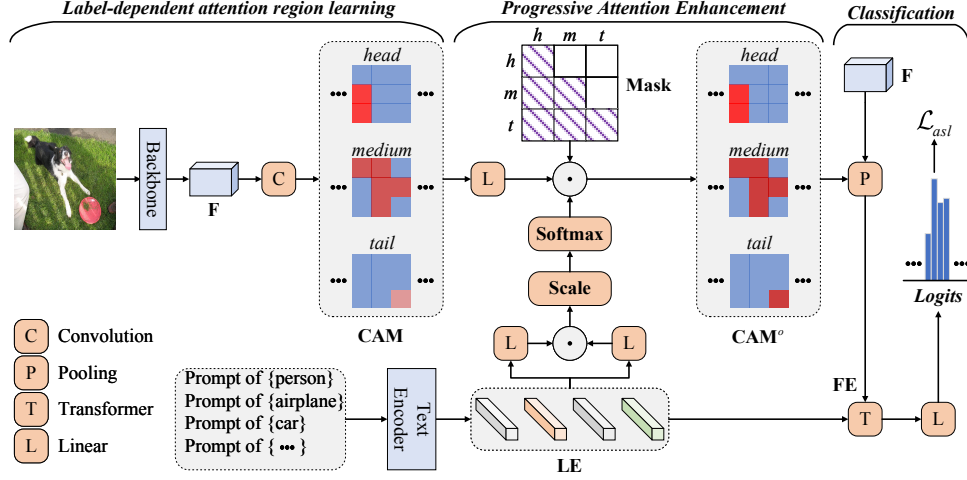 Label-dependent attention region learning
Progressive Attention Enhancement
Classification
h m t
h
m
t
Mask
head
•••
•••
medium
tail
•••
•••
CAM
Backbone
F
C
L
Softmax
Scale
L
L
head
•••
•••
medium
tail
•••
•••
CAMᵒ
F
P
ℒasl
•••
•••
Logits
C Convolution
P Pooling
T Transformer
L Linear
Prompt of {person}
Prompt of {airplane}
Prompt of {car}
Prompt of { ••• }
Text Encoder
LE
FE
T
L